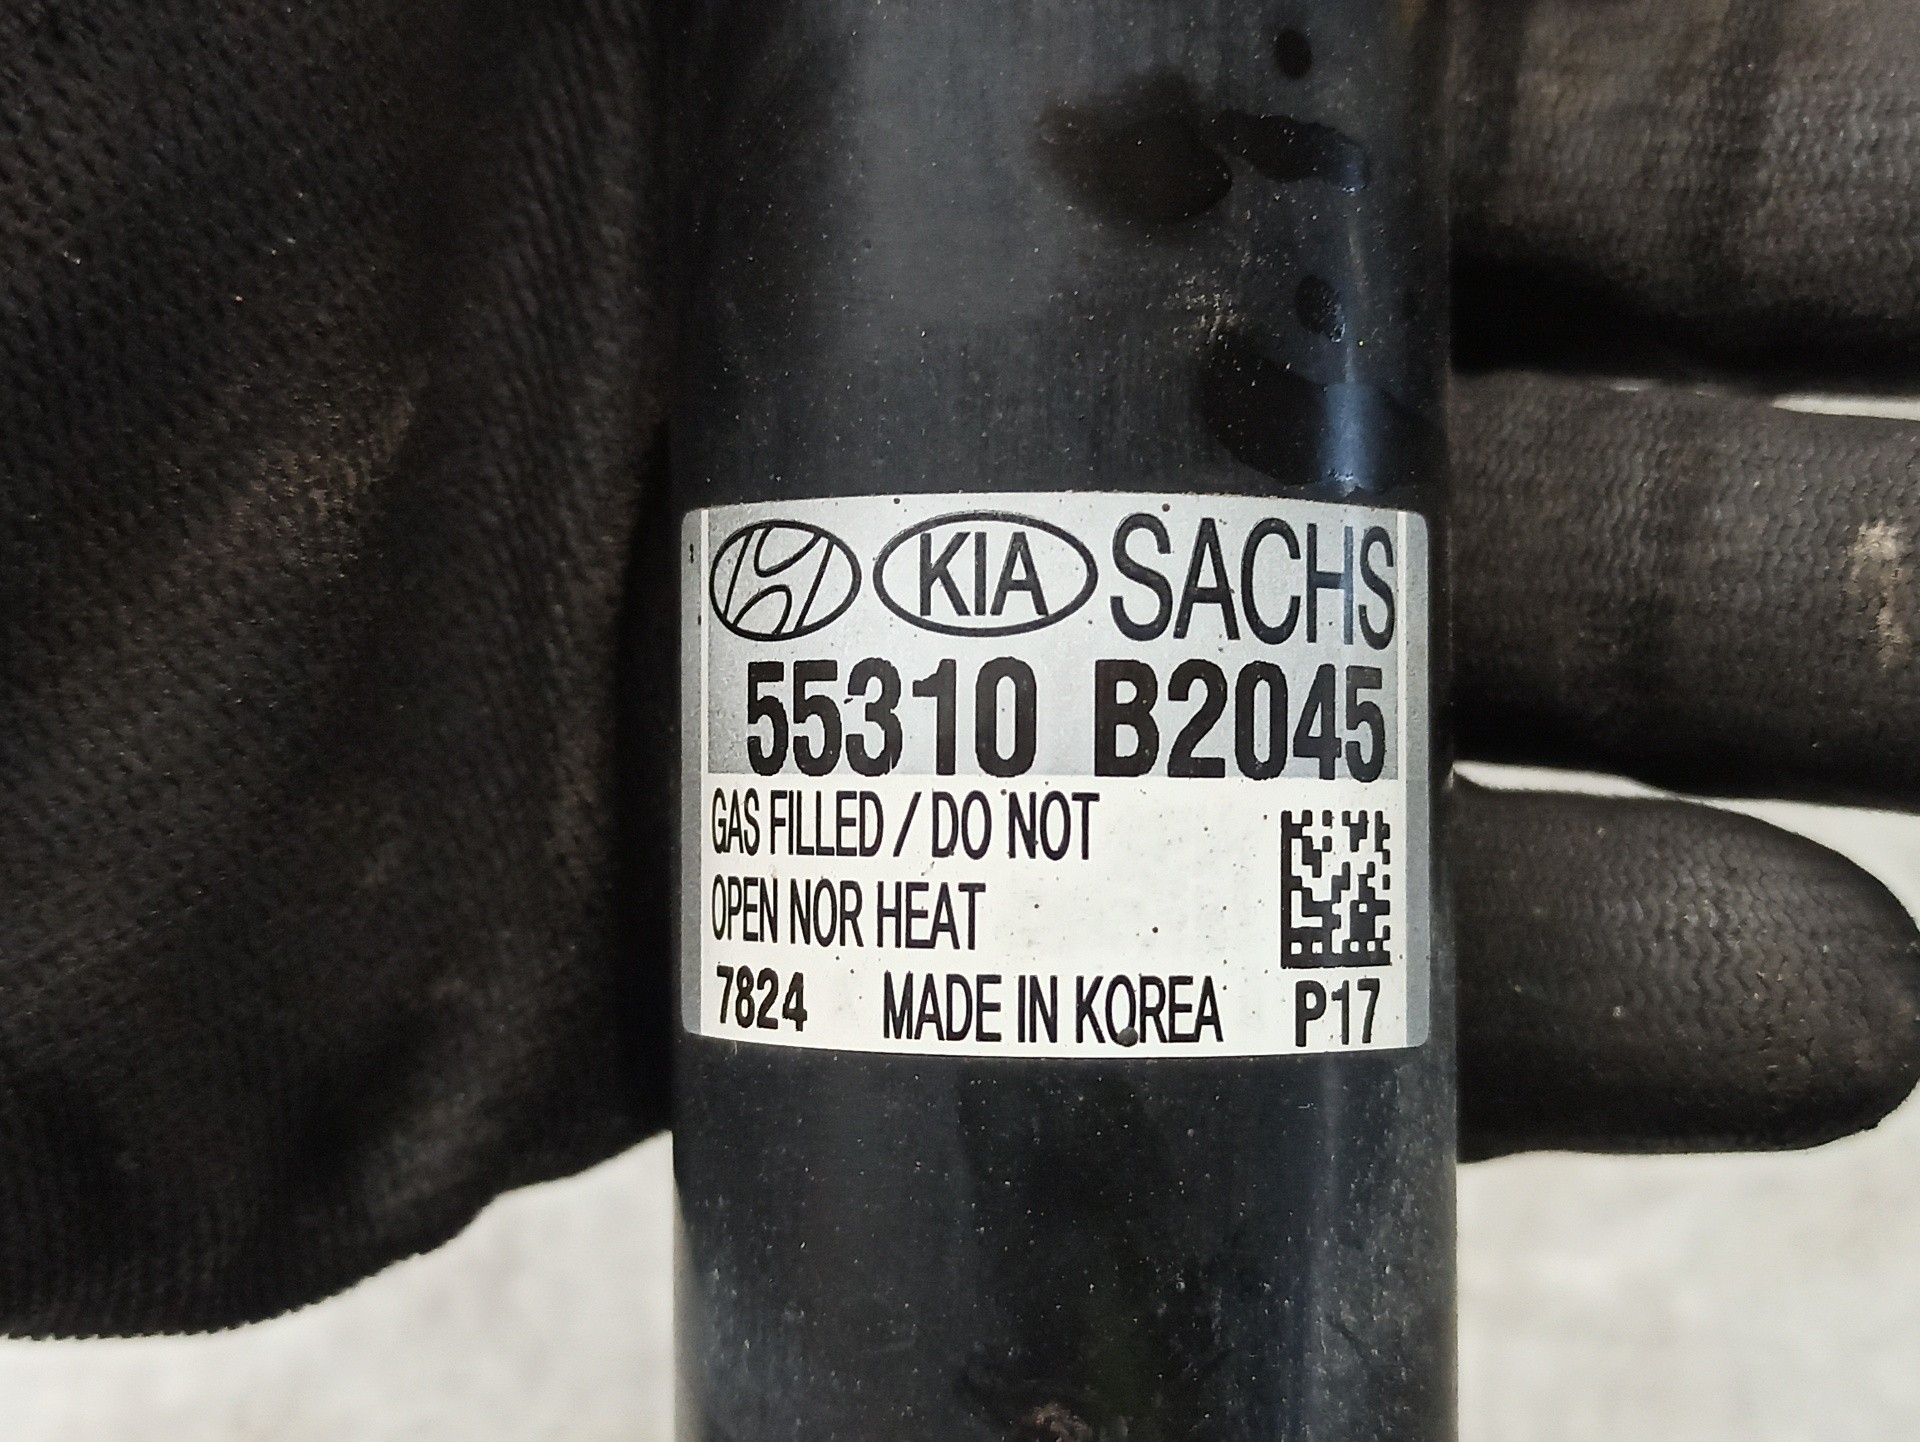 KIA SACHS
55310 B2045
GAS FILLED / DO NOT
OPEN NOR HEAT
7824 MADE IN KOREA P17